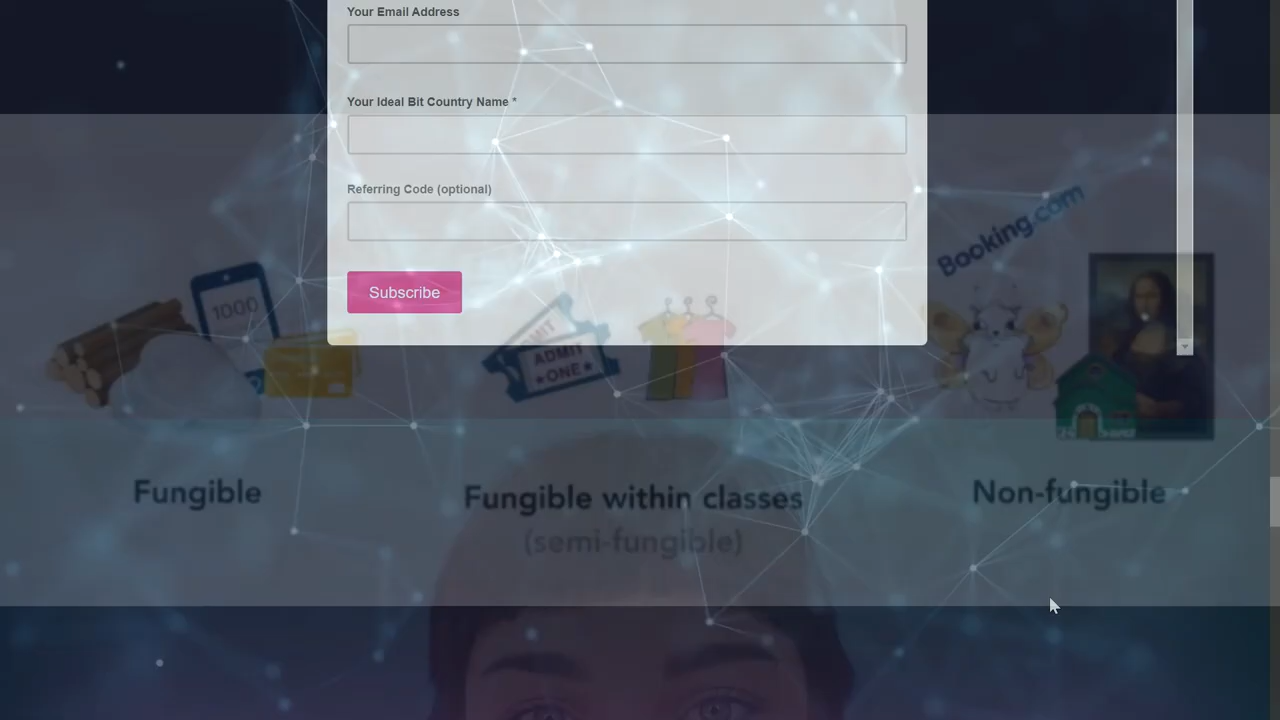 Your Email Address
Your Ideal Bit Country Name *
Referring Code (optional)
Subscribe
Booking.com
1000
ADMIT
ADMIT
ONE
Fungible
Fungible within classes
(semi-fungible)
Non-fungible